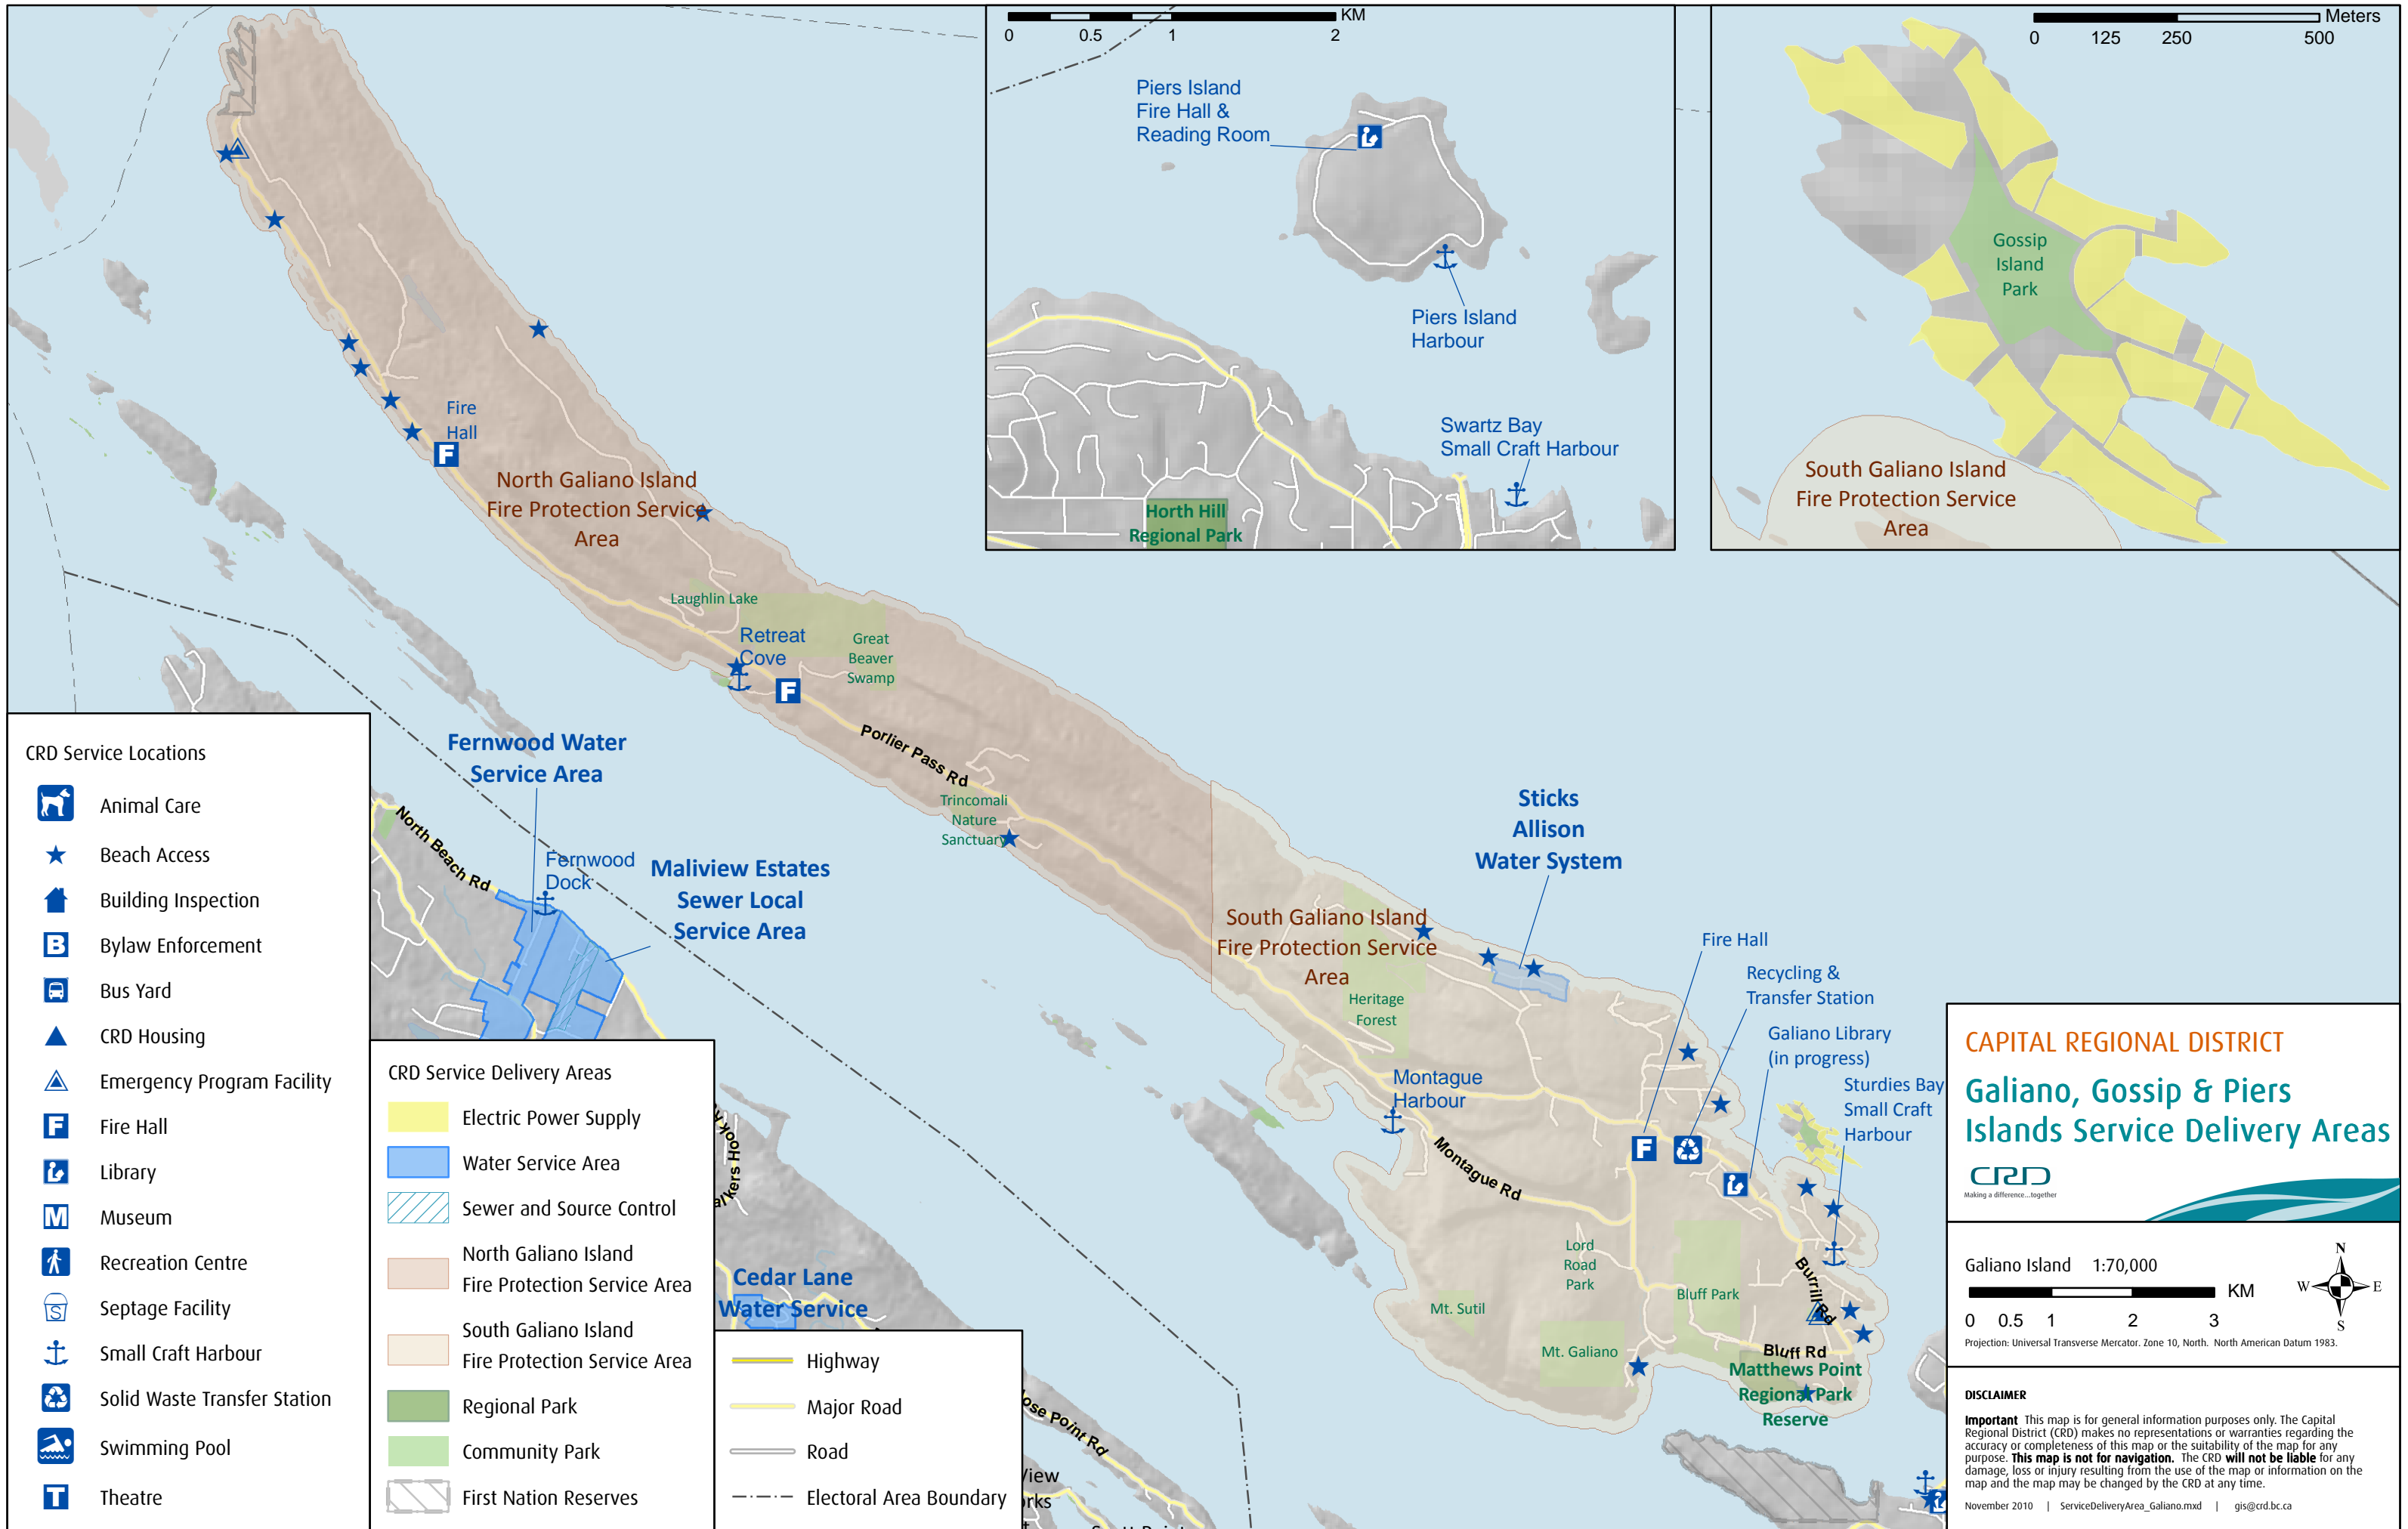 KM
0 0.5 1 2
Piers Island
Fire Hall &
Reading Room
Piers Island
Harbour
Swartz Bay
Small Craft Harbour
Horth Hill
Regional Park
Meters
0 125 250 500
Gossip
Island
Park
South Galiano Island
Fire Protection Service
Area
Fire
Hall
F
North Galiano Island
Fire Protection Service
Area
Laughlin Lake
Retreat
Cove
Great
Beaver
Swamp
F
Porlier Pass Rd
Trincomali
Nature
Sanctuary
Fernwood Water
Service Area
North Beach Rd
Fernwood
Dock
Maliview Estates
Sewer Local
Service Area
Sticks
Allison
Water System
South Galiano Island
Fire Protection Service
Area
Heritage
Forest
Fire Hall
Recycling &
Transfer Station
Galiano Library
(in progress)
Sturdies Bay
Small Craft
Harbour
Montague
Harbour
Montague Rd
F
Lord
Road
Park
Mt. Sutil
Bluff Park
Burrill Rd
Mt. Galiano
Bluff Rd
Matthews Point
Regional Park
Reserve
Cedar Lane
Water Service
CRD Service Locations
Animal Care
Beach Access
Building Inspection
B Bylaw Enforcement
Bus Yard
CRD Housing
Emergency Program Facility
F Fire Hall
Library
M Museum
Recreation Centre
S Septage Facility
Small Craft Harbour
Solid Waste Transfer Station
Swimming Pool
T Theatre
CRD Service Delivery Areas
Electric Power Supply
Water Service Area
Sewer and Source Control
North Galiano Island
Fire Protection Service Area
South Galiano Island
Fire Protection Service Area
Regional Park
Community Park
First Nation Reserves
Highway
Major Road
Road
Electoral Area Boundary
CAPITAL REGIONAL DISTRICT
Galiano, Gossip & Piers
Islands Service Delivery Areas
CRD
Making a difference...together
Galiano Island 1:70,000
KM
0 0.5 1 2 3
N
W E
S
Projection: Universal Transverse Mercator. Zone 10, North. North American Datum 1983.
DISCLAIMER
Important This map is for general information purposes only. The Capital
Regional District (CRD) makes no representations or warranties regarding the
accuracy or completeness of this map or the suitability of the map for any
purpose. This map is not for navigation. The CRD will not be liable for any
damage, loss or injury resulting from the use of the map or information on the
map and the map may be changed by the CRD at any time.
November 2010 | ServiceDeliveryArea_Galiano.mxd | gis@crd.bc.ca